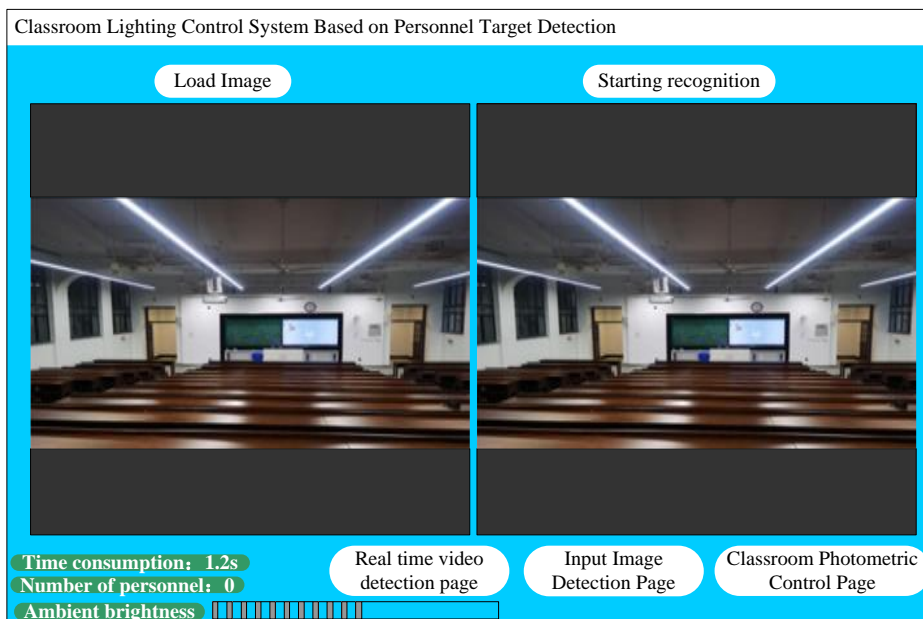 Classroom Lighting Control System Based on Personnel Target Detection
Load Image
Starting recognition
Time consumption：1.2s
Number of personnel：0
Ambient brightness
Real time video
detection page
Input Image
Detection Page
Classroom Photometric
Control Page